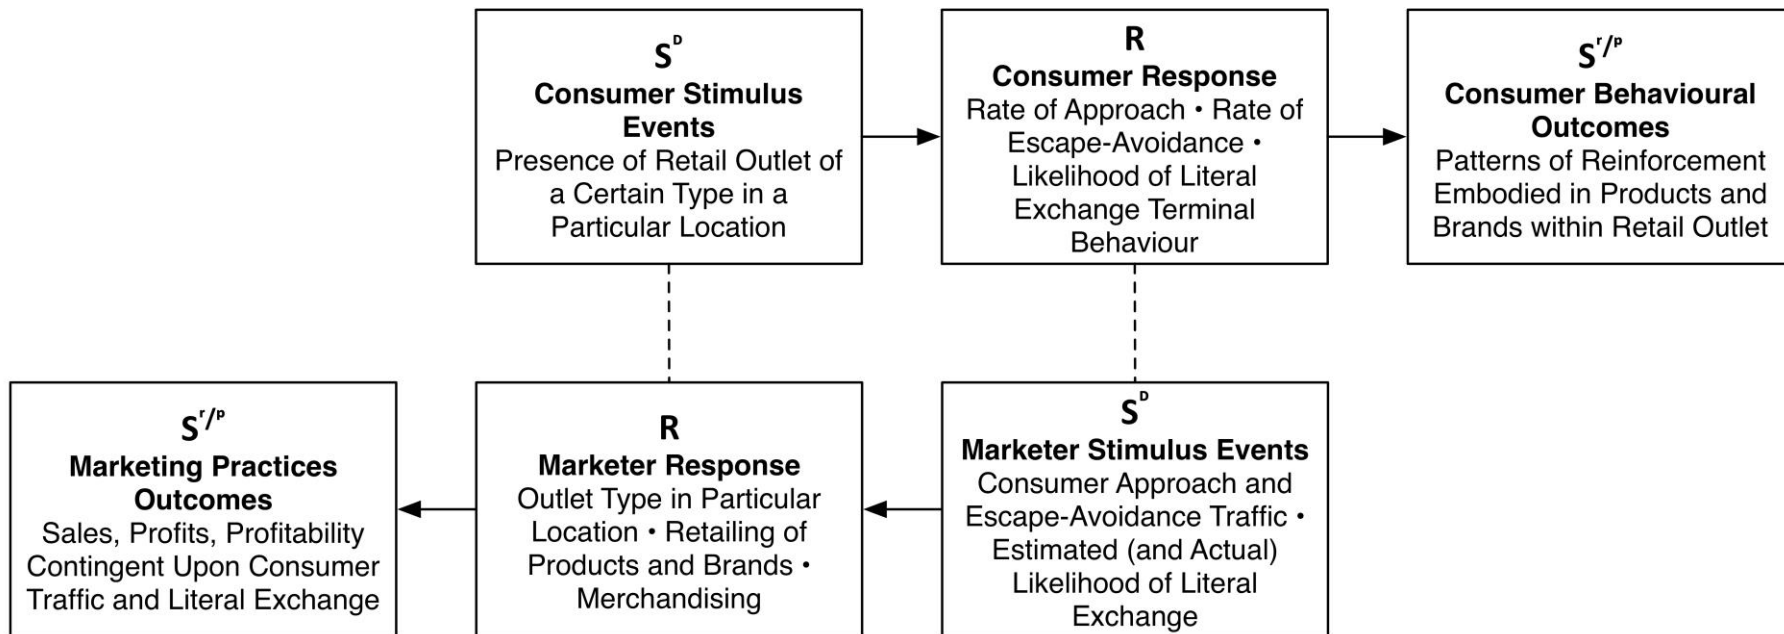 S^D
Consumer Stimulus
Events
Presence of Retail Outlet of
a Certain Type in a
Particular Location
R
Consumer Response
Rate of Approach • Rate of
Escape-Avoidance •
Likelihood of Literal
Exchange Terminal
Behaviour
S^r/p
Consumer Behavioural
Outcomes
Patterns of Reinforcement
Embodied in Products and
Brands within Retail Outlet
S^r/p
Marketing Practices
Outcomes
Sales, Profits, Profitability
Contingent Upon Consumer
Traffic and Literal Exchange
R
Marketer Response
Outlet Type in Particular
Location • Retailing of
Products and Brands •
Merchandising
S^D
Marketer Stimulus Events
Consumer Approach and
Escape-Avoidance Traffic •
Estimated (and Actual)
Likelihood of Literal
Exchange